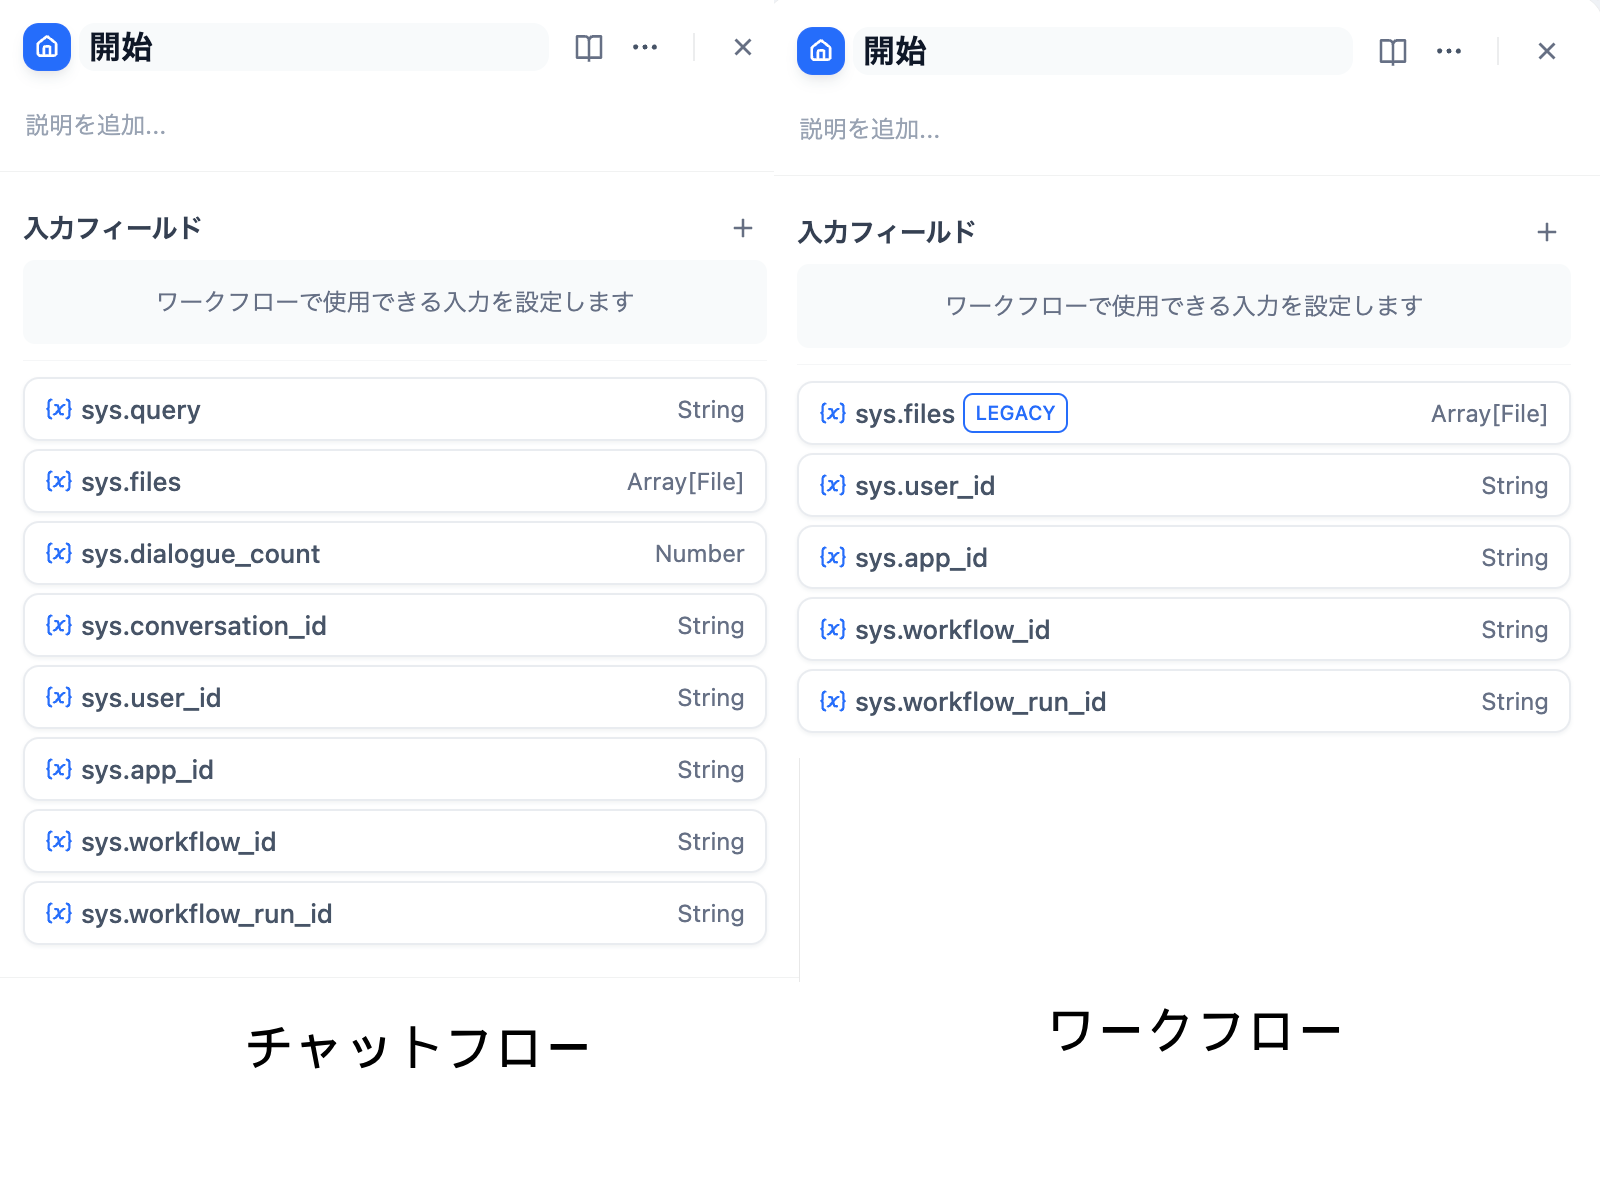 開始
説明を追加...
入力フィールド
ワークフローで使用できる入力を設定します
{x} sys.query String
{x} sys.files Array[File]
{x} sys.dialogue_count Number
{x} sys.conversation_id String
{x} sys.user_id String
{x} sys.app_id String
{x} sys.workflow_id String
{x} sys.workflow_run_id String
チャットフロー
開始
説明を追加...
入力フィールド
ワークフローで使用できる入力を設定します
{x} sys.files LEGACY Array[File]
{x} sys.user_id String
{x} sys.app_id String
{x} sys.workflow_id String
{x} sys.workflow_run_id String
ワークフロー